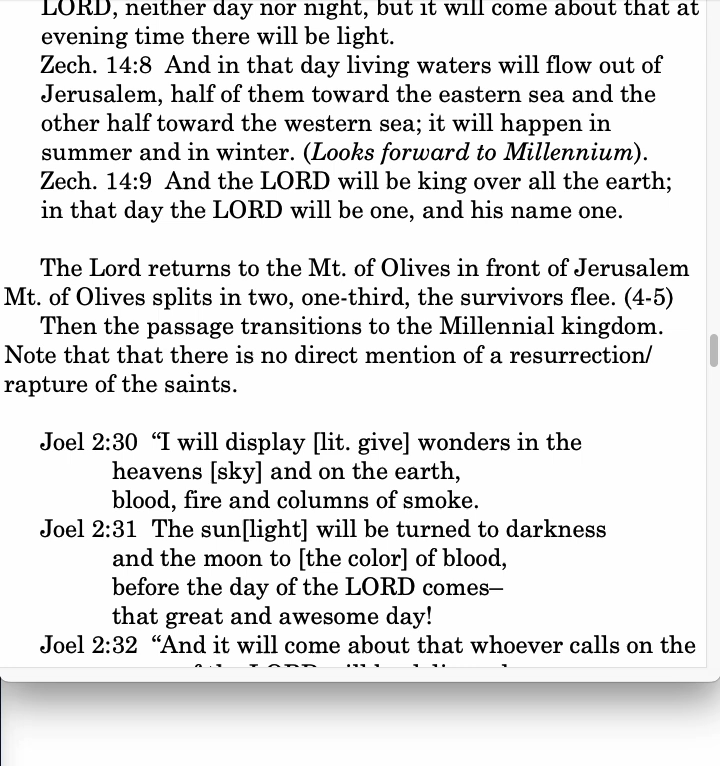 LORD, neither day nor night, but it will come about that at
evening time there will be light.
Zech. 14:8 And in that day living waters will flow out of
Jerusalem, half of them toward the eastern sea and the
other half toward the western sea; it will happen in
summer and in winter. (Looks forward to Millennium).
Zech. 14:9 And the LORD will be king over all the earth;
in that day the LORD will be one, and his name one.
The Lord returns to the Mt. of Olives in front of Jerusalem
Mt. of Olives splits in two, one-third, the survivors flee. (4-5)
Then the passage transitions to the Millennial kingdom.
Note that that there is no direct mention of a resurrection/
rapture of the saints.
Joel 2:30 “I will display [lit. give] wonders in the
heavens [sky] and on the earth,
blood, fire and columns of smoke.
Joel 2:31 The sun[light] will be turned to darkness
and the moon to [the color] of blood,
before the day of the LORD comes–
that great and awesome day!
Joel 2:32 “And it will come about that whoever calls on the